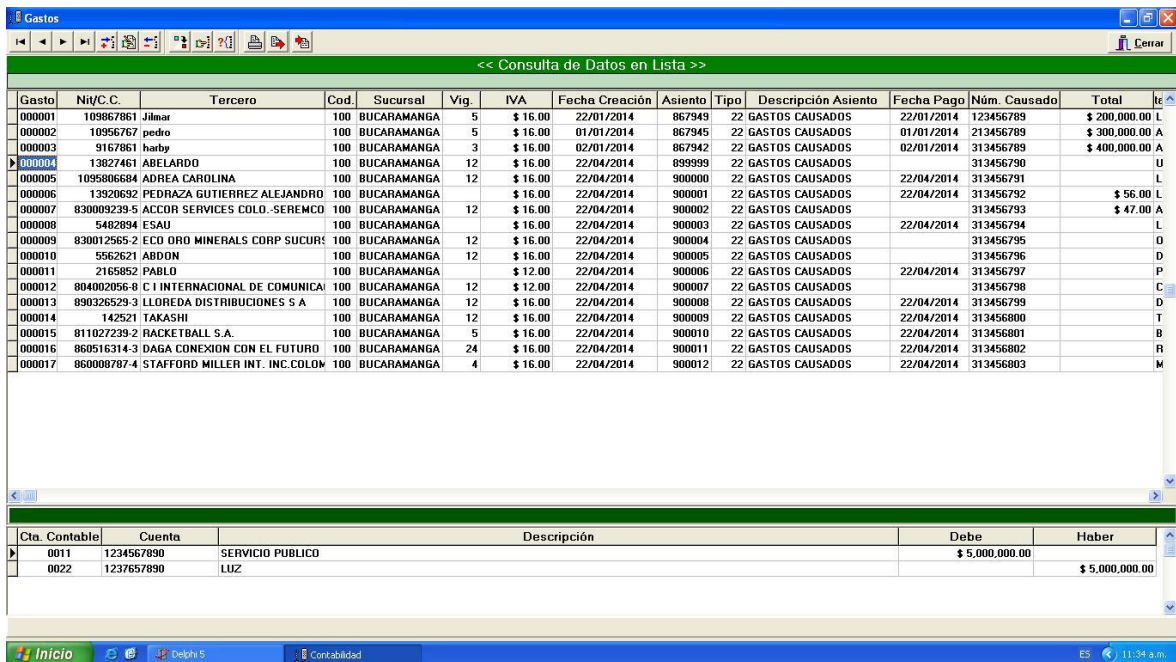 Gastos
Cerrar
<< Consulta de Datos en Lista >>
Gasto Nit/C.C. Tercero Cod. Sucursal Vig. IVA Fecha Creación Asiento Tipo Descripción Asiento Fecha Pago Núm. Causado Total
000001 109867861 Jilmar 100 BUCARAMANGA 5 $ 16.00 22/01/2014 867949 22 GASTOS CAUSADOS 22/01/2014 123456789 $ 200,000.00 L
000002 10956767 pedro 100 BUCARAMANGA 5 $ 16.00 01/01/2014 867945 22 GASTOS CAUSADOS 01/01/2014 213456789 $ 300,000.00 A
000003 9167861 harby 100 BUCARAMANGA 3 $ 16.00 02/01/2014 867942 22 GASTOS CAUSADOS 02/01/2014 313456789 $ 400,000.00 A
000004 13827461 ABELARDO 100 BUCARAMANGA 12 $ 16.00 22/04/2014 899999 22 GASTOS CAUSADOS 313456790 U
000005 1095806684 ADREA CAROLINA 100 BUCARAMANGA 12 $ 16.00 22/04/2014 900000 22 GASTOS CAUSADOS 22/04/2014 313456791 L
000006 13920692 PEDRAZA GUTIERREZ ALEJANDRO 100 BUCARAMANGA $ 16.00 22/04/2014 900001 22 GASTOS CAUSADOS 22/04/2014 313456792 $ 56.00 L
000007 830009239-5 ACCOR SERVICES COLO.-SEREMCO 100 BUCARAMANGA 12 $ 16.00 22/04/2014 900002 22 GASTOS CAUSADOS 313456793 $ 47.00 A
000008 5482894 ESAU 100 BUCARAMANGA $ 16.00 22/04/2014 900003 22 GASTOS CAUSADOS 22/04/2014 313456794 L
000009 830012565-2 ECO ORO MINERALS CORP SUCURS 100 BUCARAMANGA 12 $ 16.00 22/04/2014 900004 22 GASTOS CAUSADOS 313456795 O
000010 5562621 ABDON 100 BUCARAMANGA 12 $ 16.00 22/04/2014 900005 22 GASTOS CAUSADOS 313456796 D
000011 2165852 PABLO 100 BUCARAMANGA $ 12.00 22/04/2014 900006 22 GASTOS CAUSADOS 22/04/2014 313456797 P
000012 804002056-8 C I INTERNACIONAL DE COMUNICA 100 BUCARAMANGA 12 $ 12.00 22/04/2014 900007 22 GASTOS CAUSADOS 313456798 C
000013 890326529-3 LLOREDA DISTRIBUCIONES S A 100 BUCARAMANGA 12 $ 16.00 22/04/2014 900008 22 GASTOS CAUSADOS 22/04/2014 313456799 D
000014 142521 TAKASHI 100 BUCARAMANGA 12 $ 16.00 22/04/2014 900009 22 GASTOS CAUSADOS 22/04/2014 313456800 T
000015 811027239-2 RACKETBALL S.A. 100 BUCARAMANGA 5 $ 16.00 22/04/2014 900010 22 GASTOS CAUSADOS 22/04/2014 313456801 B
000016 860516314-3 DAGA CONEXION CON EL FUTURO 100 BUCARAMANGA 24 $ 16.00 22/04/2014 900011 22 GASTOS CAUSADOS 22/04/2014 313456802 R
000017 860008787-4 STAFFORD MILLER INT. INC.COLOM 100 BUCARAMANGA 4 $ 16.00 22/04/2014 900012 22 GASTOS CAUSADOS 22/04/2014 313456803 M
Cta. Contable Cuenta Descripción Debe Haber
0011 1234567890 SERVICIO PUBLICO $ 5,000,000.00
0022 1237657890 LUZ $ 5,000,000.00
Inicio Delphi 5 Contabilidad ES 11:34 a.m.